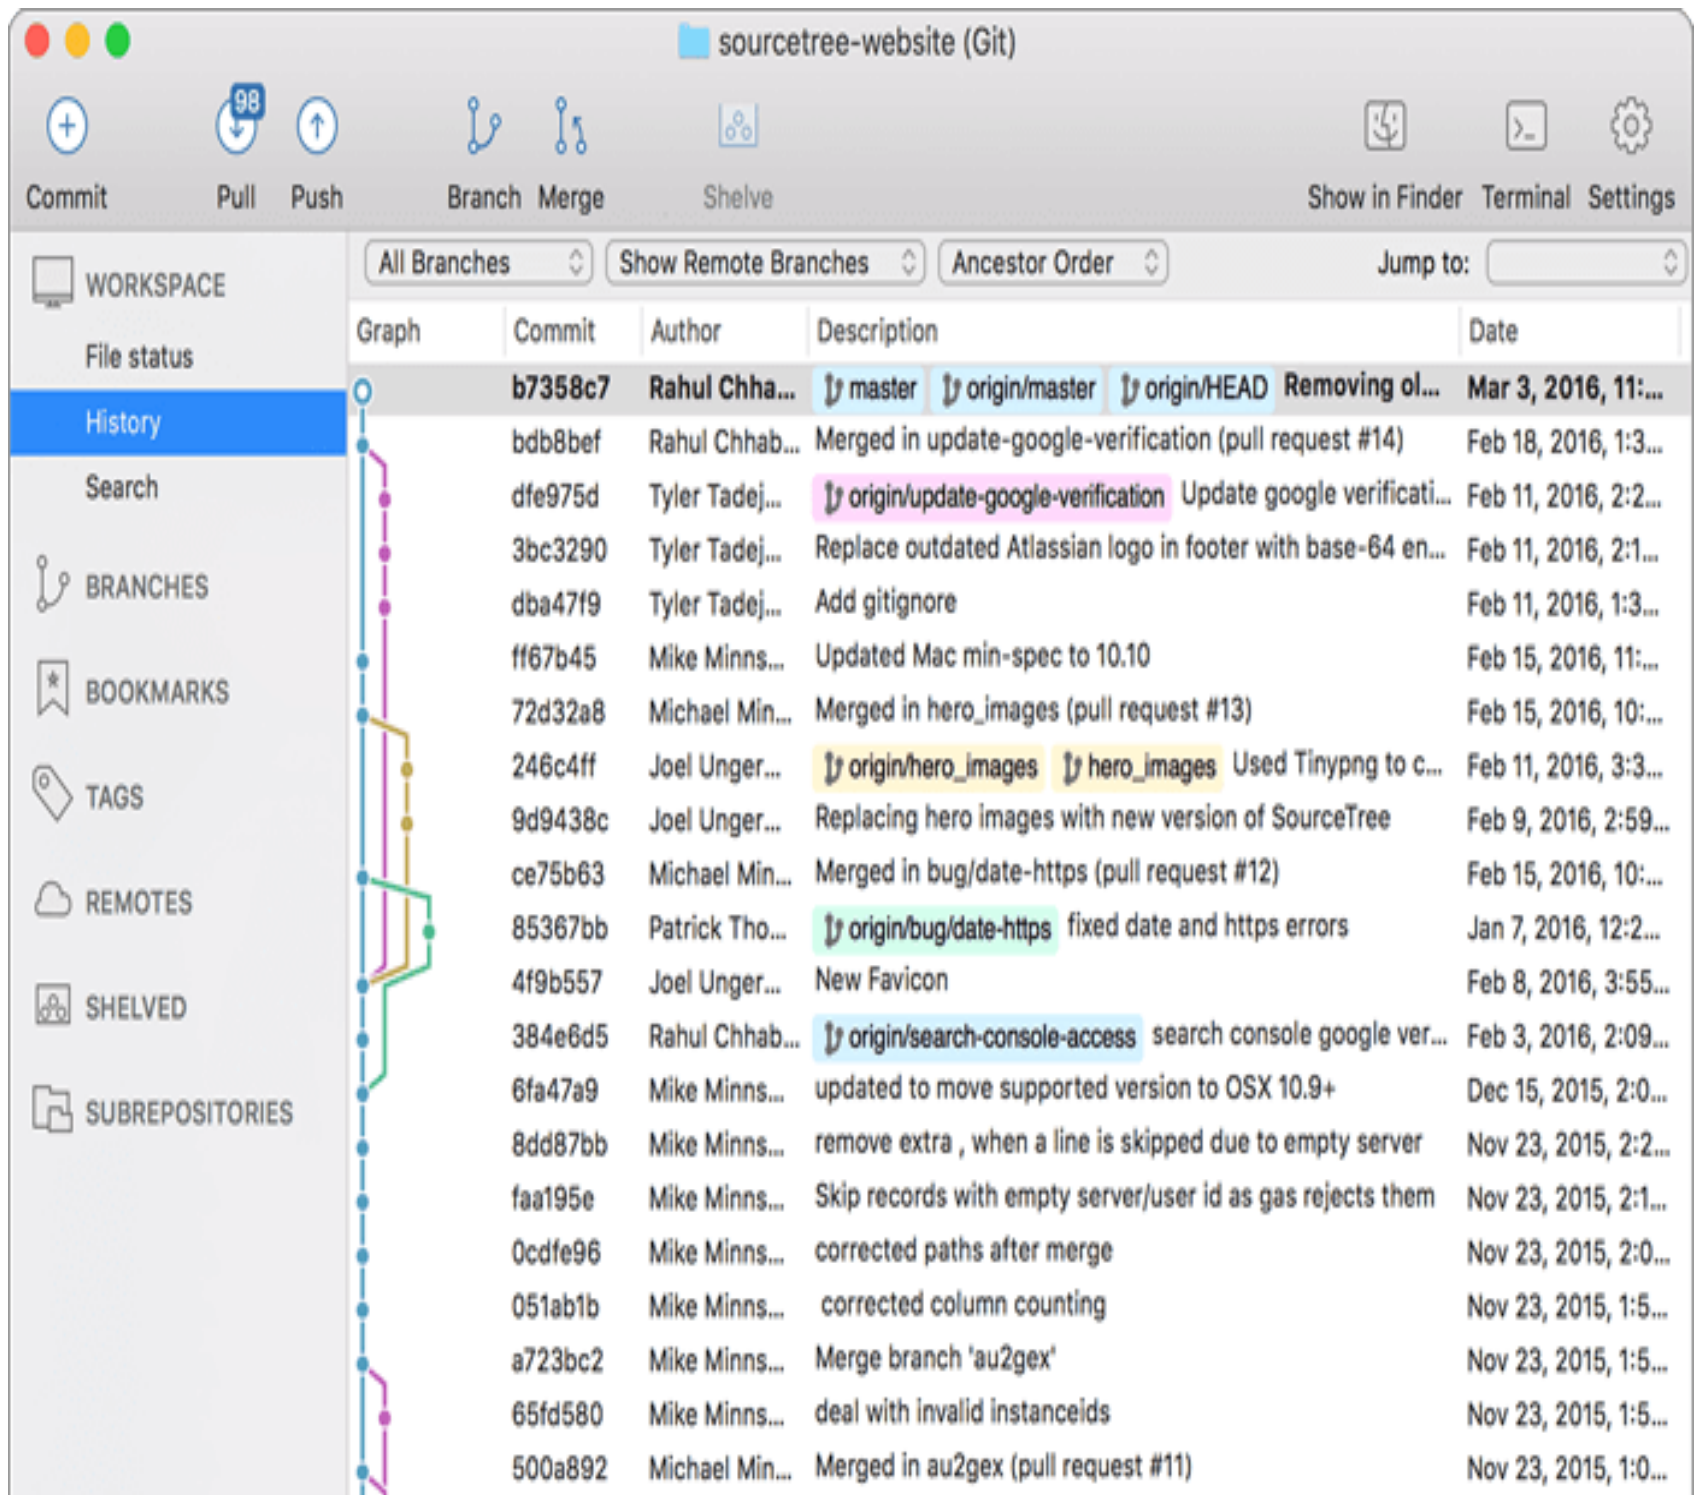 sourcetree-website (Git)
98
Commit Pull Push Branch Merge Shelve Show in Finder Terminal Settings
WORKSPACE
File status
History
Search
BRANCHES
BOOKMARKS
TAGS
REMOTES
SHELVED
SUBREPOSITORIES
All Branches Show Remote Branches Ancestor Order Jump to:
Graph Commit Author Description Date
b7358c7 Rahul Chha... master origin/master origin/HEAD Removing ol... Mar 3, 2016, 11:...
bdb8bef Rahul Chhab... Merged in update-google-verification (pull request #14) Feb 18, 2016, 1:3...
dfe975d Tyler Tadej... origin/update-google-verification Update google verificati... Feb 11, 2016, 2:2...
3bc3290 Tyler Tadej... Replace outdated Atlassian logo in footer with base-64 en... Feb 11, 2016, 2:1...
dba47f9 Tyler Tadej... Add gitignore Feb 11, 2016, 1:3...
ff67b45 Mike Minns... Updated Mac min-spec to 10.10 Feb 15, 2016, 11:...
72d32a8 Michael Min... Merged in hero_images (pull request #13) Feb 15, 2016, 10:...
246c4ff Joel Unger... origin/hero_images hero_images Used Tinypng to c... Feb 11, 2016, 3:3...
9d9438c Joel Unger... Replacing hero images with new version of SourceTree Feb 9, 2016, 2:59...
ce75b63 Michael Min... Merged in bug/date-https (pull request #12) Feb 15, 2016, 10:...
85367bb Patrick Tho... origin/bug/date-https fixed date and https errors Jan 7, 2016, 12:2...
4f9b557 Joel Unger... New Favicon Feb 8, 2016, 3:55...
384e6d5 Rahul Chhab... origin/search-console-access search console google ver... Feb 3, 2016, 2:09...
6fa47a9 Mike Minns... updated to move supported version to OSX 10.9+ Dec 15, 2015, 2:0...
8dd87bb Mike Minns... remove extra , when a line is skipped due to empty server Nov 23, 2015, 2:2...
faa195e Mike Minns... Skip records with empty server/user id as gas rejects them Nov 23, 2015, 2:1...
0cdfe96 Mike Minns... corrected paths after merge Nov 23, 2015, 2:0...
051ab1b Mike Minns... corrected column counting Nov 23, 2015, 1:5...
a723bc2 Mike Minns... Merge branch 'au2gex' Nov 23, 2015, 1:5...
65fd580 Mike Minns... deal with invalid instanceids Nov 23, 2015, 1:5...
500a892 Michael Min... Merged in au2gex (pull request #11) Nov 23, 2015, 1:0...